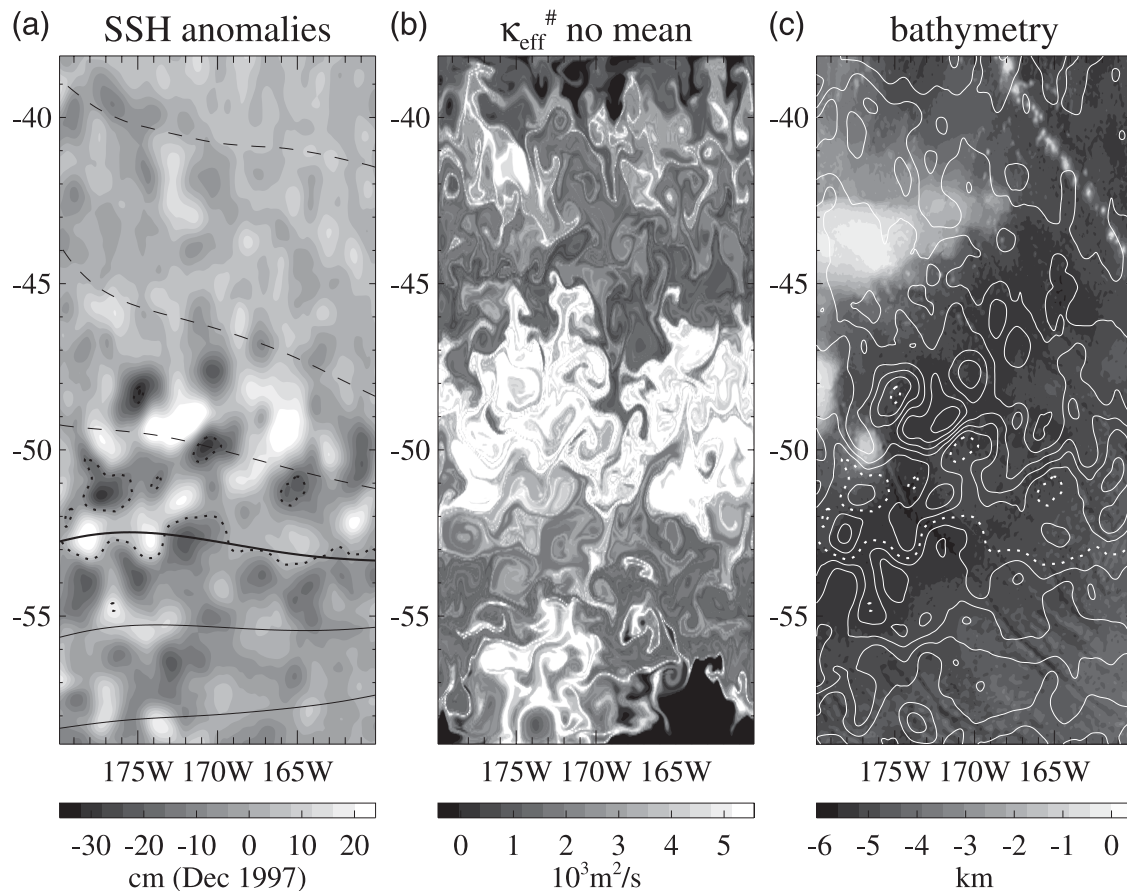 (a) SSH anomalies
-40
-45
-50
-55
175W 170W 165W
-30 -20 -10 0 10 20
cm (Dec 1997)
(b) κeff# no mean
175W 170W 165W
0 1 2 3 4 5
10³m²/s
(c) bathymetry
-40
-45
-50
-55
175W 170W 165W
-6 -5 -4 -3 -2 -1 0
km